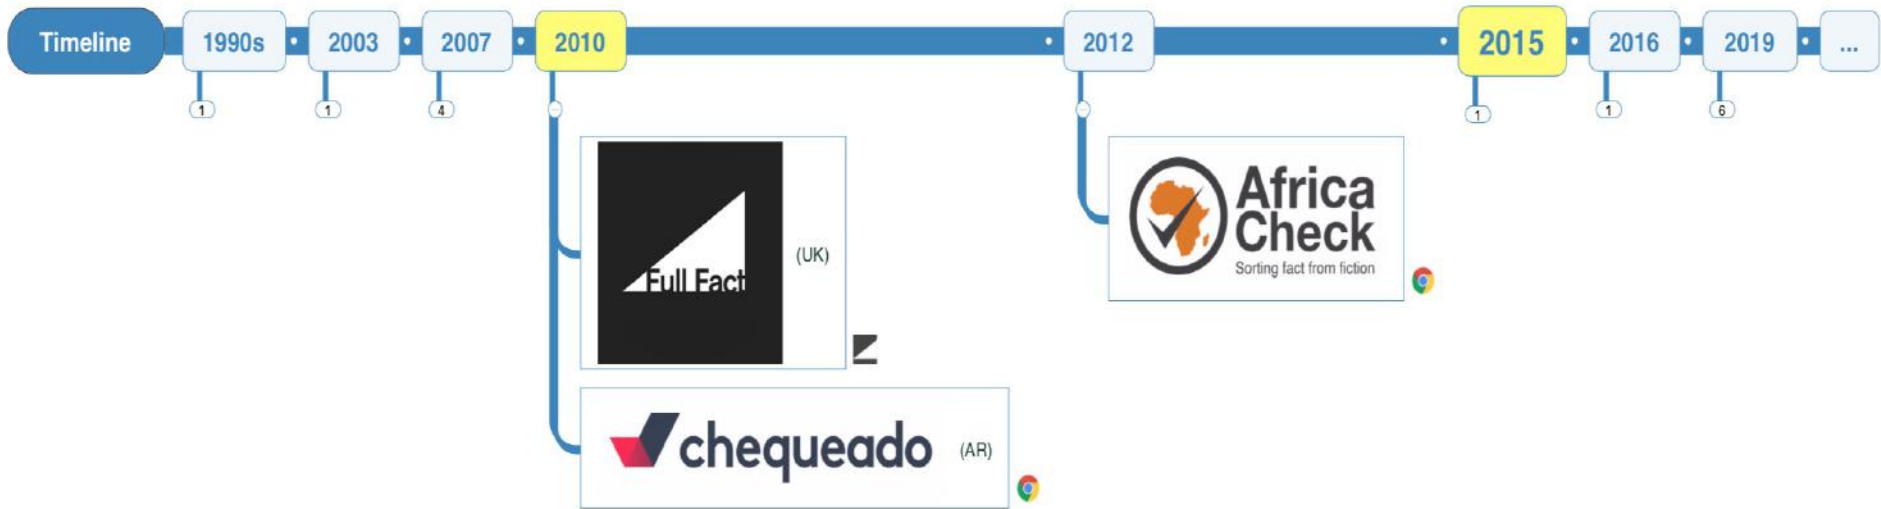 Timeline
1990s
2003
2007
2010
2012
2015
2016
2019
...
1
1
4
1
1
6
Full Fact
(UK)
Africa
Check
Sorting fact from fiction
chequeado
(AR)